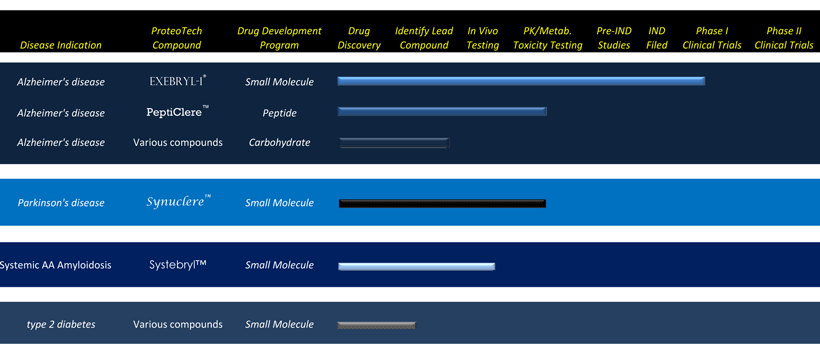 Disease Indication
ProteoTech
Compound
Drug Development
Program
Drug
Discovery
Identify Lead
Compound
In Vivo
Testing
PK/Metab.
Toxicity Testing
Pre-IND
Studies
IND
Filed
Phase I
Clinical Trials
Phase II
Clinical Trials
Alzheimer's disease EXEBRYL-1® Small Molecule
Alzheimer's disease PeptiClere™ Peptide
Alzheimer's disease Various compounds Carbohydrate
Parkinson's disease Synuclere™ Small Molecule
Systemic AA Amyloidosis Systebryl™ Small Molecule
type 2 diabetes Various compounds Small Molecule